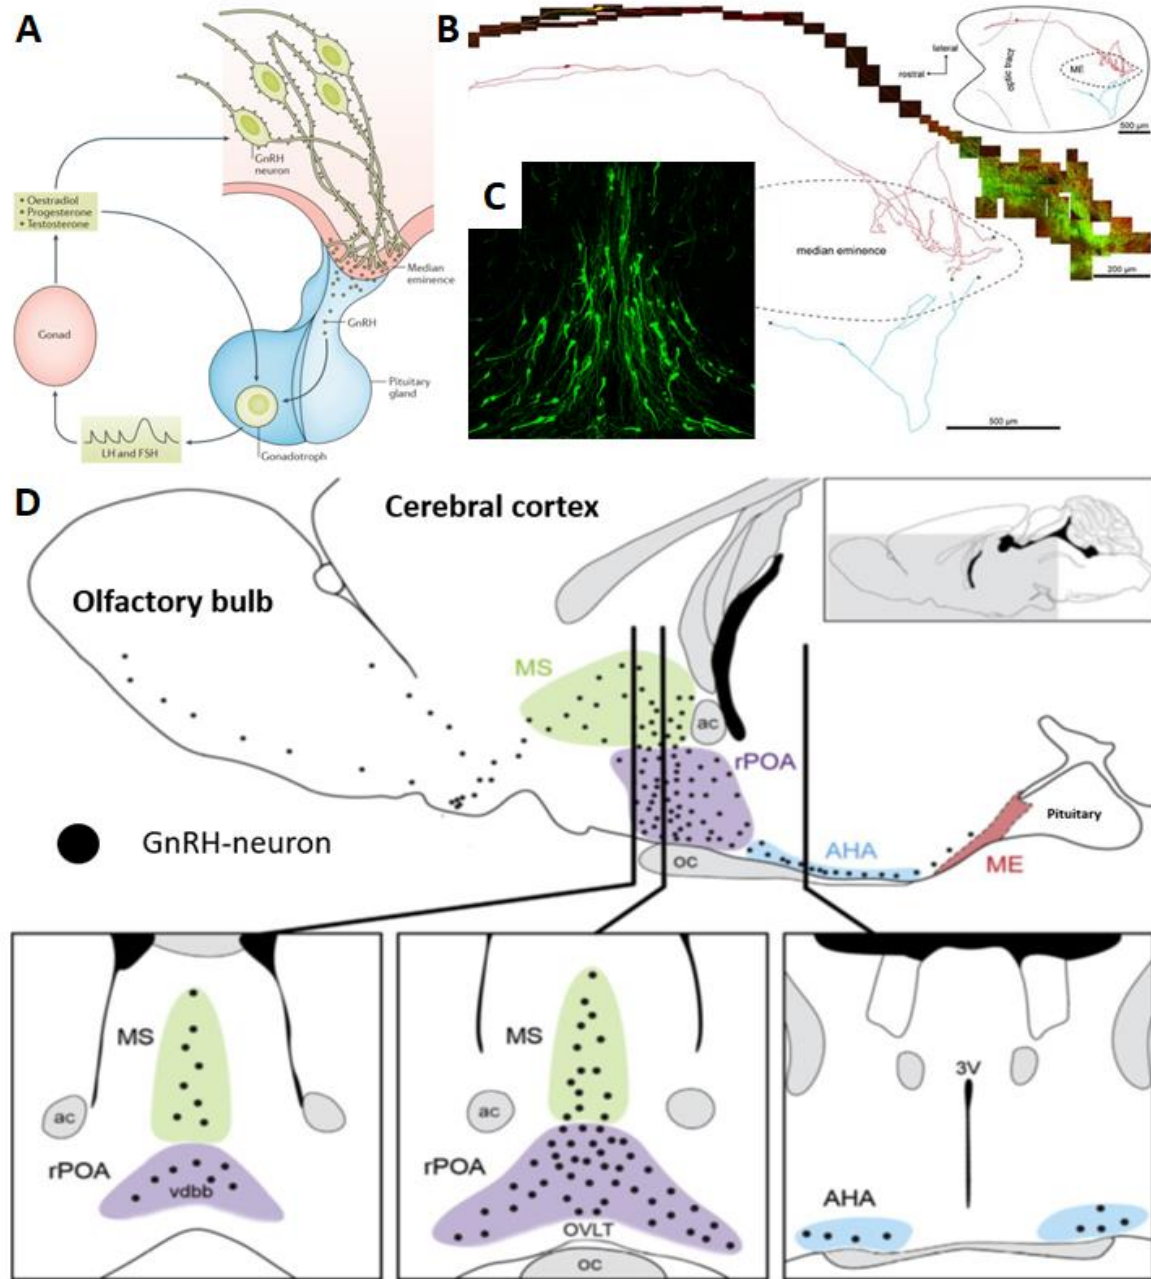 A
GnRH
neuron
• Oestradiol
• Progesterone
• Testosterone
Median
eminence
GnRH
Gonad
Pituitary
gland
LH and FSH
Gonadotroph
B
lateral
rostral
optic tract
ME
500 µm
200 µm
median eminence
500 µm
C
D
Cerebral cortex
Olfactory bulb
MS
ac
rPOA
GnRH-neuron
oc
AHA
ME
Pituitary
MS
ac
rPOA
vdbb
MS
ac
rPOA
OVLT
oc
3V
AHA